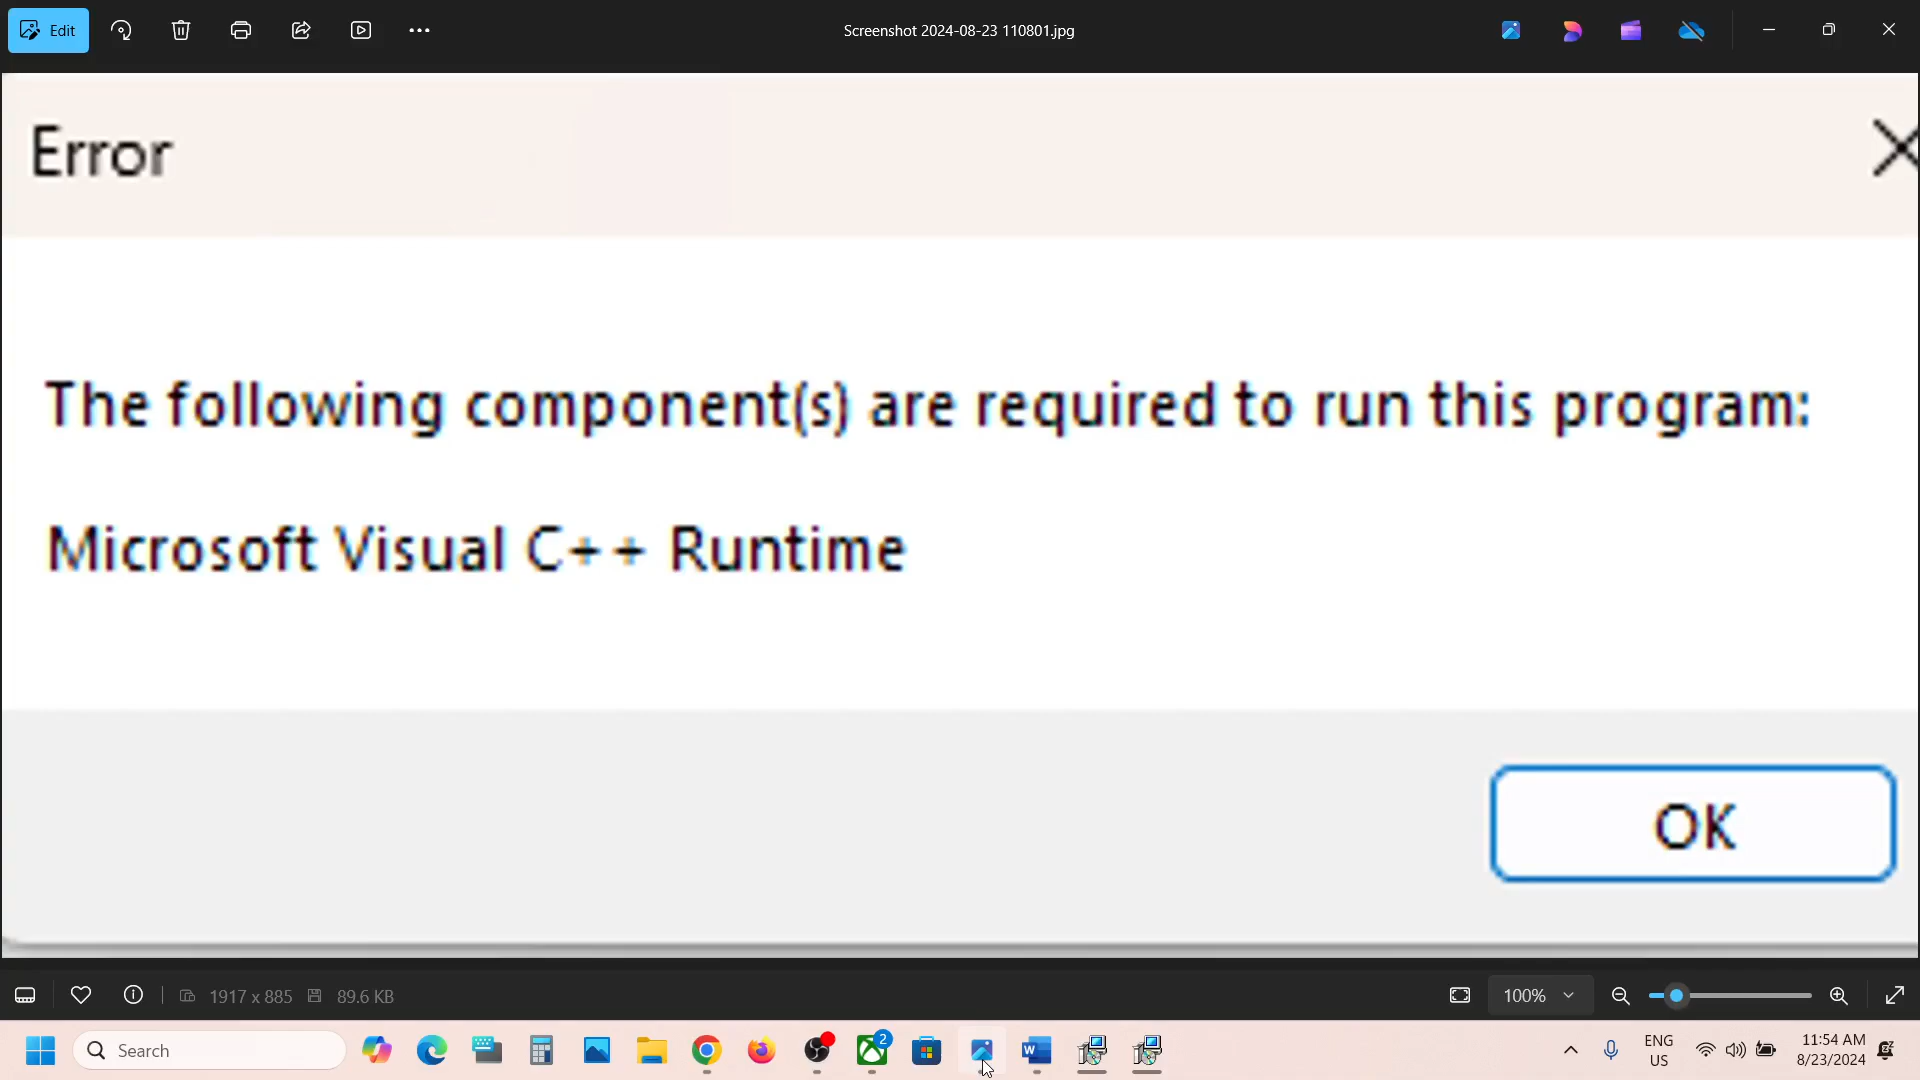 Edit
Screenshot 2024-08-23 110801.jpg
Error
The following component(s) are required to run this program:
Microsoft Visual C++ Runtime
OK
1917 x 885 89.6 KB
100%
Search
2
ENG
US
11:54 AM
8/23/2024